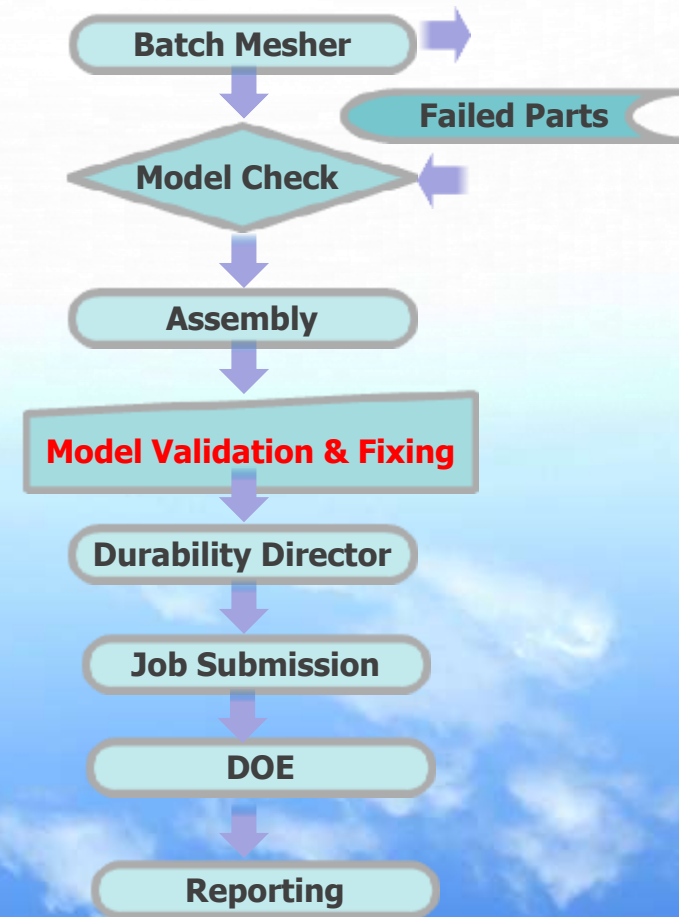 Batch Mesher
Failed Parts
Model Check
Assembly
Model Validation & Fixing
Durability Director
Job Submission
DOE
Reporting